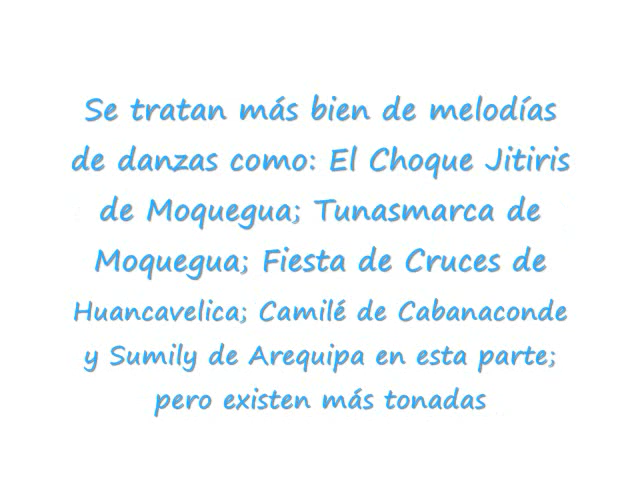 Se tratan más bien de melodías
de danzas como: El Choque Jitiris
de Moquegua; Tunasmarca de
Moquegua; Fiesta de Cruces de
Huancavelica; Camilé de Cabanaconde
y Sumily de Arequipa en esta parte;
pero existen más tonadas